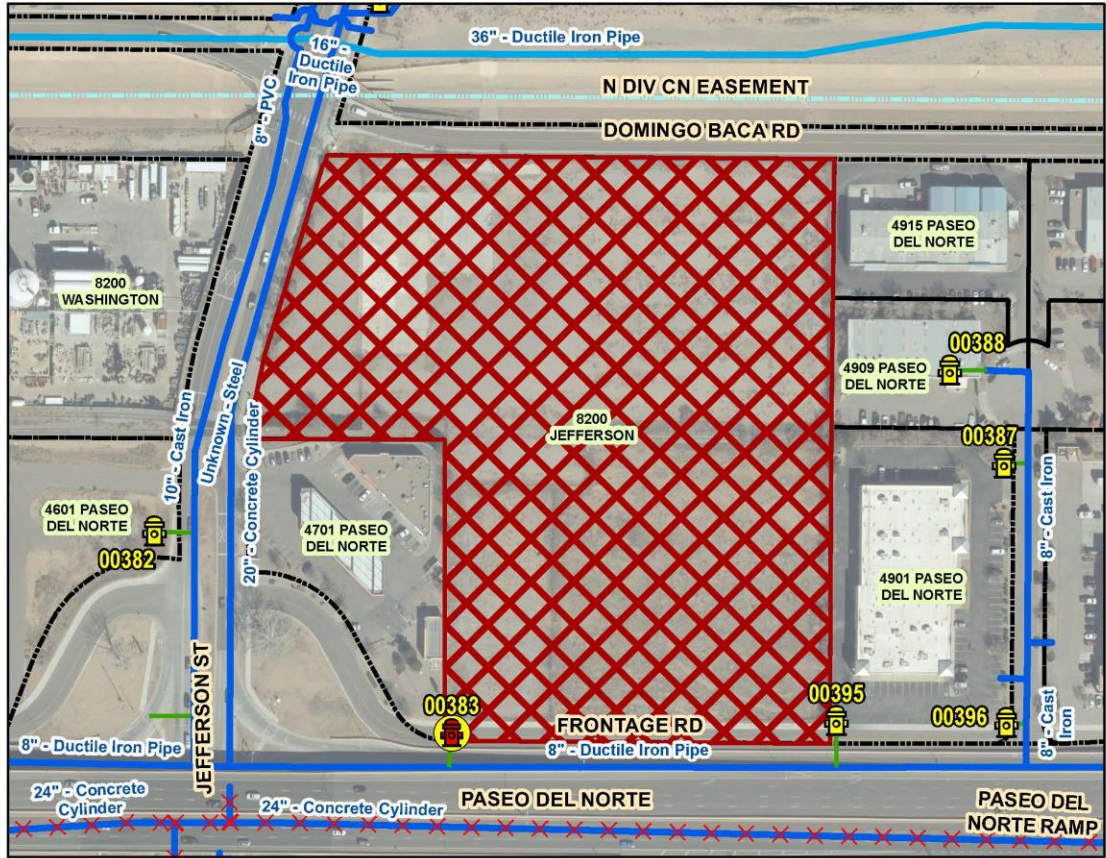 36" - Ductile Iron Pipe
16" -
Ductile
Iron Pipe
8" - PVC
N DIV CN EASEMENT
DOMINGO BACA RD
4915 PASEO
DEL NORTE
8200
WASHINGTON
00388
4909 PASEO
DEL NORTE
8200
JEFFERSON
00387
10" - Cast Iron
Unknown - Steel
20" - Concrete Cylinder
8" - Cast Iron
4601 PASEO
DEL NORTE
00382
4701 PASEO
DEL NORTE
4901 PASEO
DEL NORTE
JEFFERSON ST
00383
00395
00396
8" - Cast
Iron
FRONTAGE RD
8" - Ductile Iron Pipe
8" - Ductile Iron Pipe
24" - Concrete
Cylinder
24" - Concrete Cylinder
PASEO DEL NORTE
PASEO DEL
NORTE RAMP